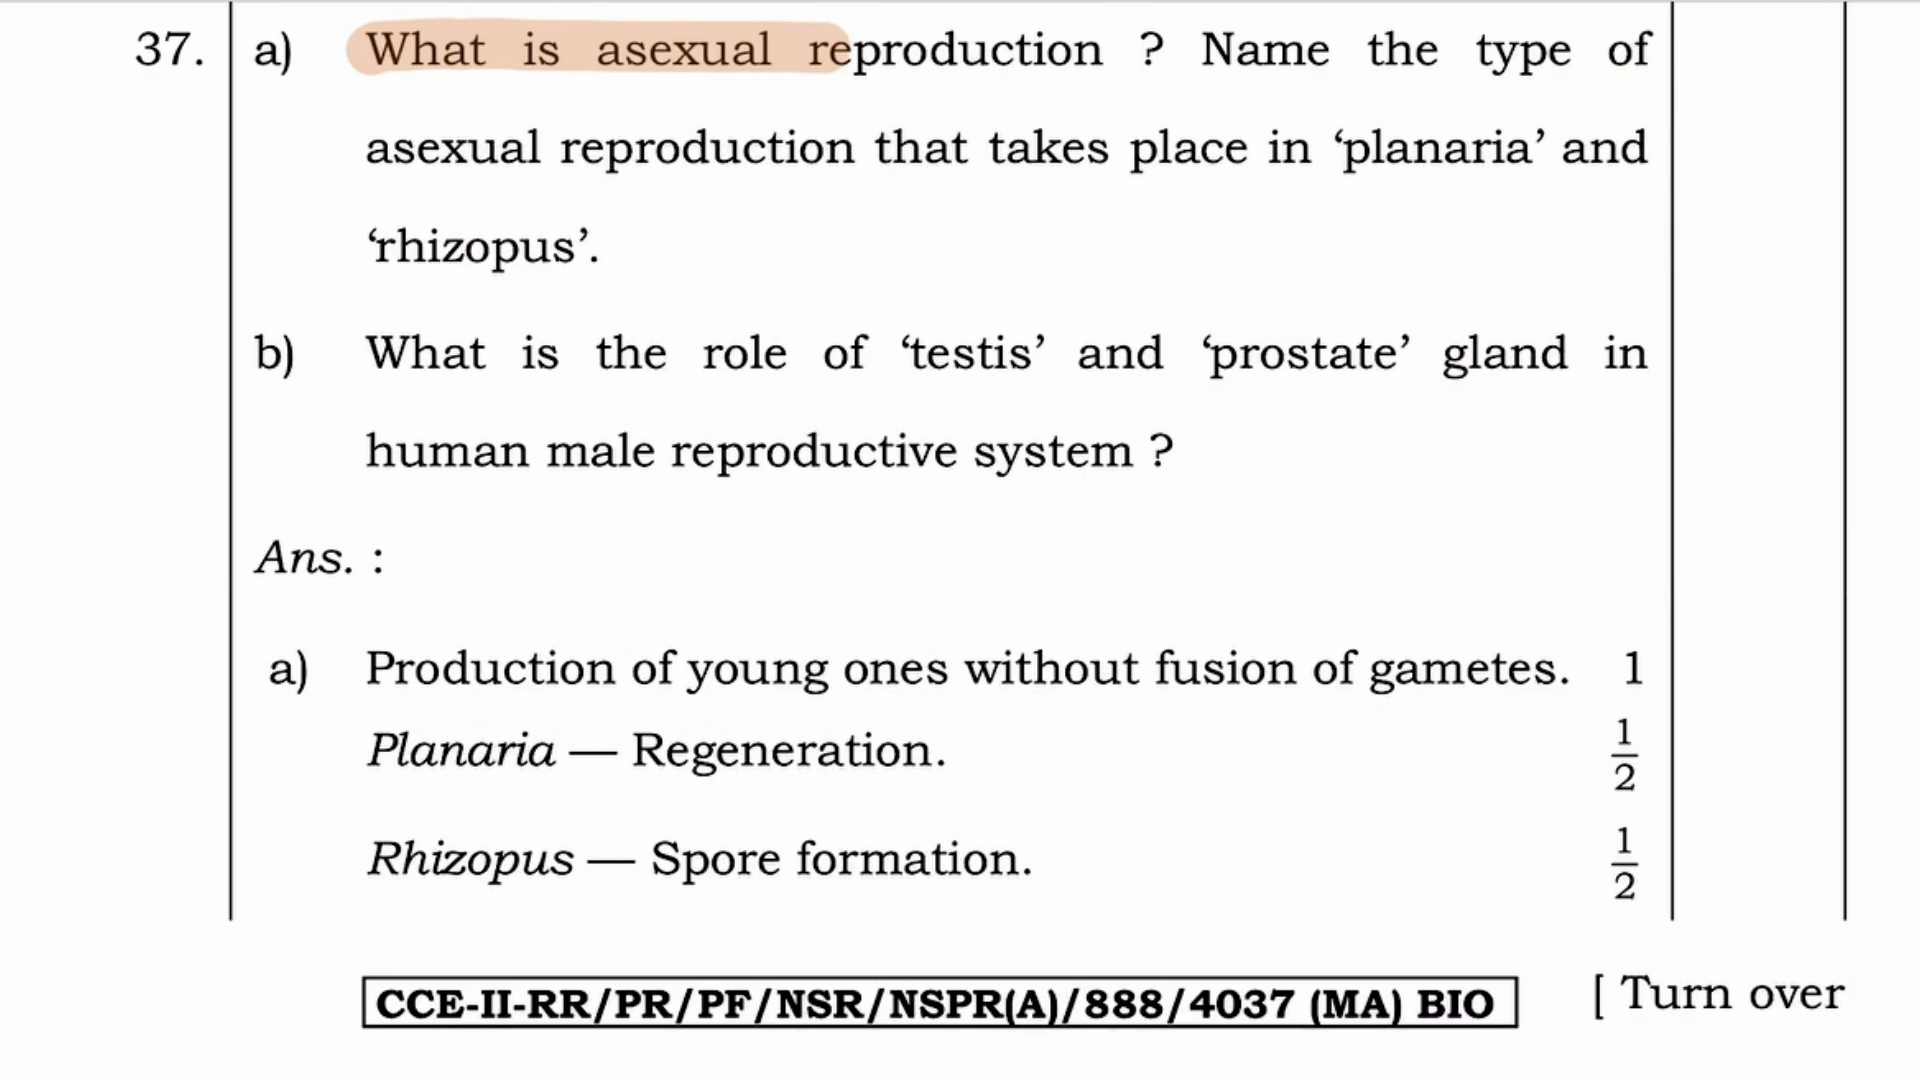 37. a) What is asexual reproduction ? Name the type of
asexual reproduction that takes place in ‘planaria’ and
‘rhizopus’.
b) What is the role of ‘testis’ and ‘prostate’ gland in
human male reproductive system ?
Ans. :
a) Production of young ones without fusion of gametes. 1
Planaria — Regeneration. 1/2
Rhizopus — Spore formation. 1/2
CCE-II-RR/PR/PF/NSR/NSPR(A)/888/4037 (MA) BIO [ Turn over